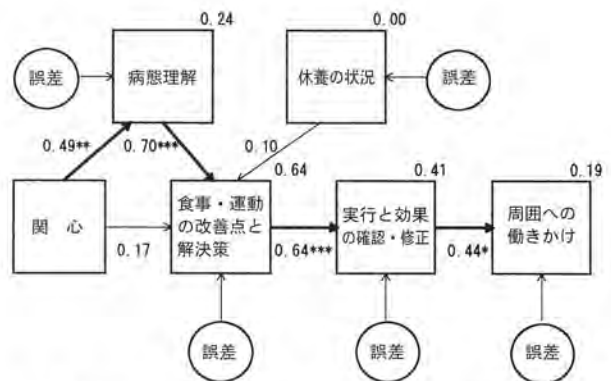 0.24
0.00
誤差
病態理解
休養の状況
誤差
0.49**
0.70***
0.10
0.64
0.41
0.19
関　心
食事・運動
の改善点と
解決策
実行と効果
の確認・修正
周囲への
働きかけ
0.17
0.64***
0.44*
誤差
誤差
誤差